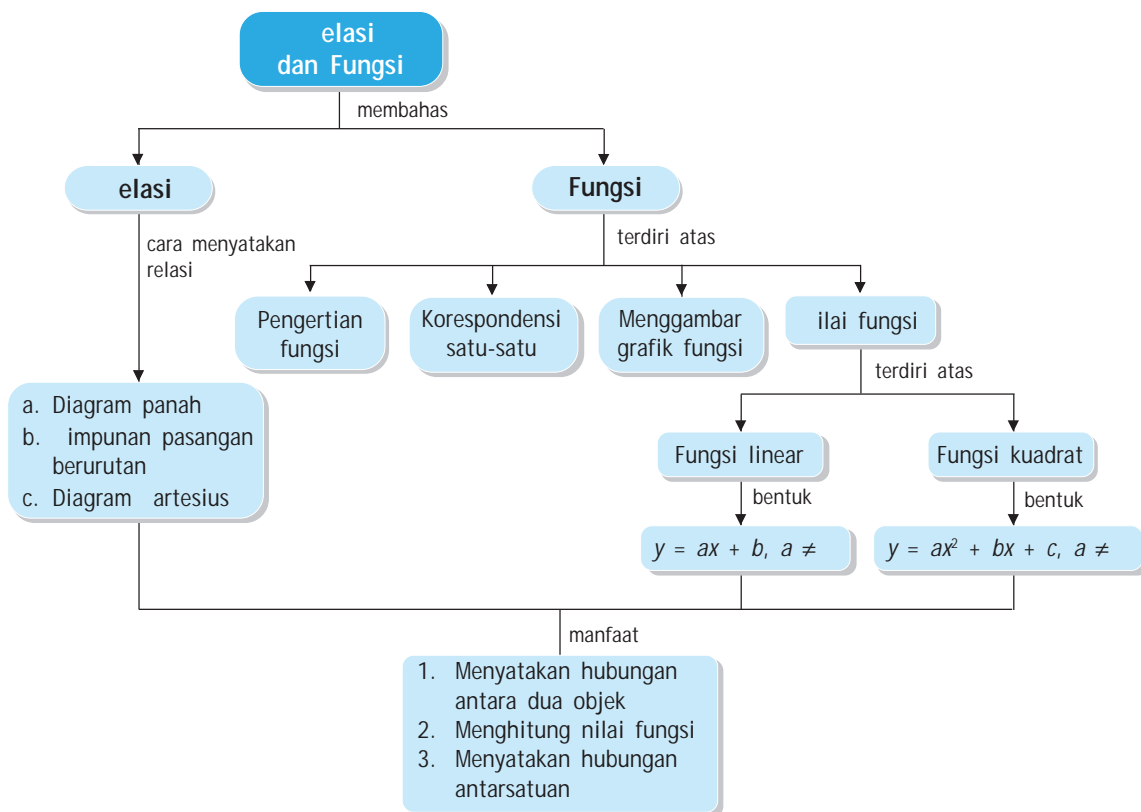 elasi
dan Fungsi
membahas
elasi
Fungsi
cara menyatakan
relasi
terdiri atas
Pengertian
fungsi
Korespondensi
satu-satu
Menggambar
grafik fungsi
ilai fungsi
terdiri atas
a. Diagram panah
b. impunan pasangan
berurutan
c. Diagram artesius
Fungsi linear
Fungsi kuadrat
bentuk
bentuk
y = ax + b, a ≠
y = ax² + bx + c, a ≠
manfaat
1. Menyatakan hubungan
antara dua objek
2. Menghitung nilai fungsi
3. Menyatakan hubungan
antarsatuan